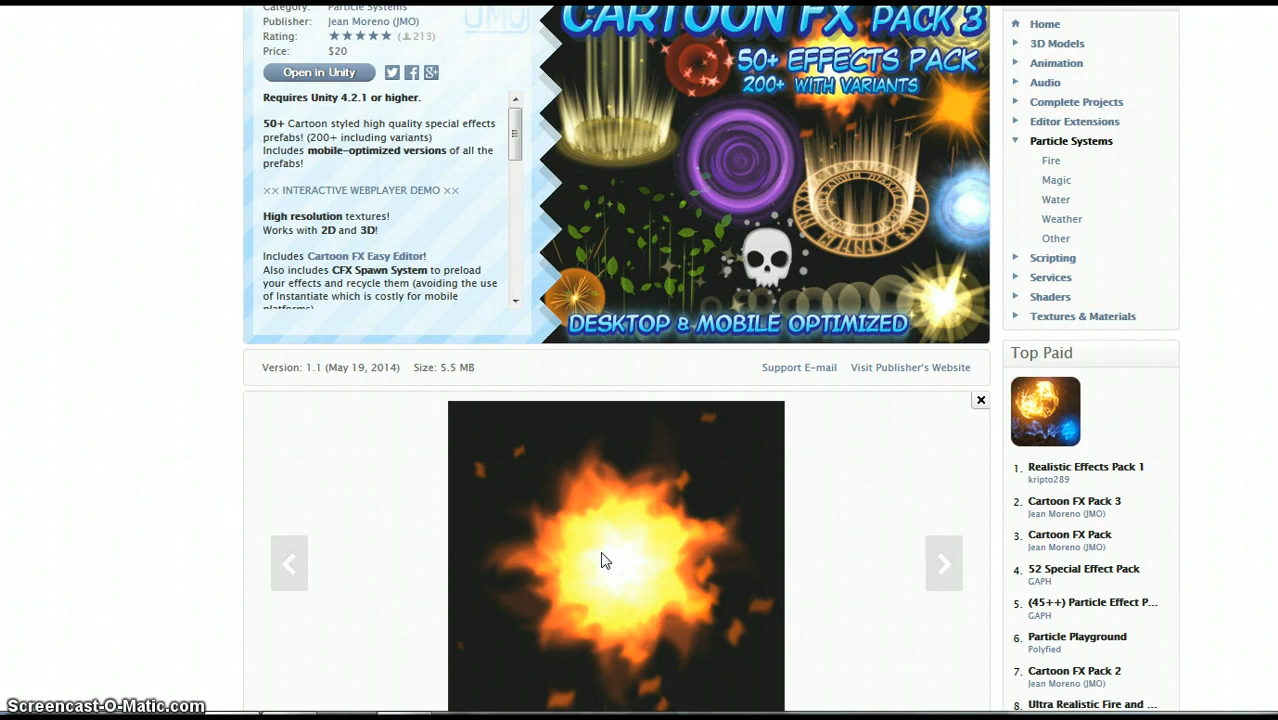 Category: Particle Systems
Publisher: Jean Moreno (JMO)
Rating: ★★★★★ (213)
Price: $20
Open in Unity
Requires Unity 4.2.1 or higher.
50+ Cartoon styled high quality special effects
prefabs! (200+ including variants)
Includes mobile-optimized versions of all the
prefabs!
×× INTERACTIVE WEBPLAYER DEMO ××
High resolution textures!
Works with 2D and 3D!
Includes Cartoon FX Easy Editor!
Also includes CFX Spawn System to preload
your effects and recycle them (avoiding the use
of Instantiate which is costly for mobile
platforms)
JMO
CARTOON FX PACK 3
50+ EFFECTS PACK
200+ WITH VARIANTS
DESKTOP & MOBILE OPTIMIZED
Version: 1.1 (May 19, 2014) Size: 5.5 MB
Support E-mail Visit Publisher's Website
Home
3D Models
Animation
Audio
Complete Projects
Editor Extensions
Particle Systems
Fire
Magic
Water
Weather
Other
Scripting
Services
Shaders
Textures & Materials
Top Paid
1. Realistic Effects Pack 1
kripto289
2. Cartoon FX Pack 3
Jean Moreno (JMO)
3. Cartoon FX Pack
Jean Moreno (JMO)
4. 52 Special Effect Pack
GAPH
5. (45++) Particle Effect P...
GAPH
6. Particle Playground
Polyfied
7. Cartoon FX Pack 2
Jean Moreno (JMO)
8. Ultra Realistic Fire and ...
Screencast-O-Matic.com